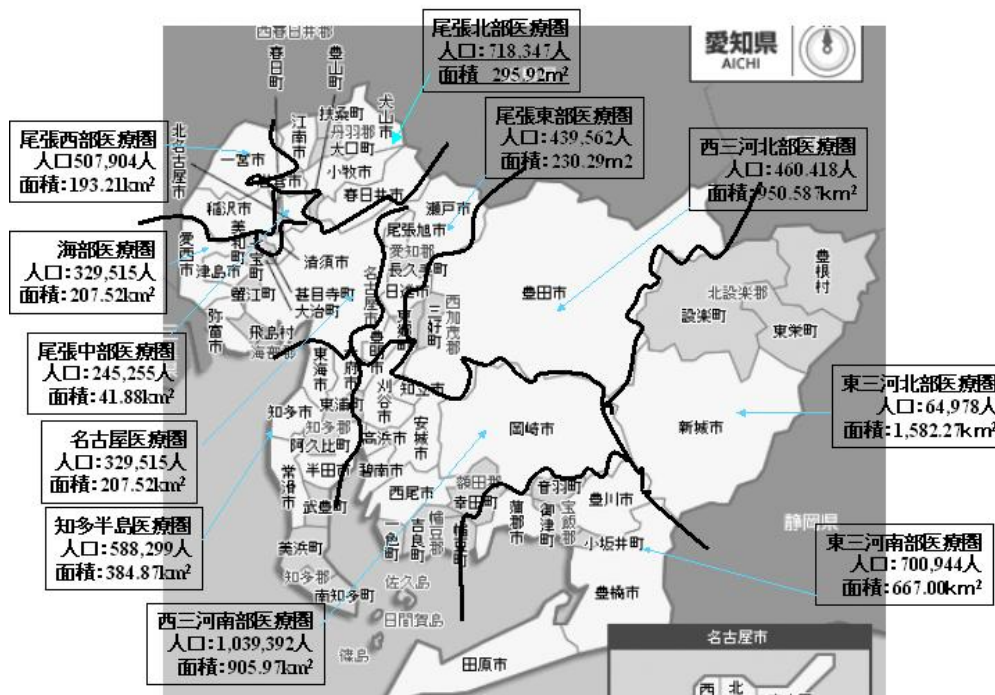 尾張北部医療圏
人口:718,347人
面積 295.92m²
尾張東部医療圏
人口:439,562人
面積:230.29m2
西三河北部医療圏
人口:460.418人
面積:950.587k㎡
尾張西部医療圏
人口507,904人
面積:193.21km²
海部医療圏
人口:329,515人
面積:207.52km²
尾張中部医療圏
人口:245,255人
面積:41.88km²
名古屋医療圏
人口:329,515人
面積:207.52km²
知多半島医療圏
人口:588,299人
面積:384.87km²
西三河南部医療圏
人口:1,039,392人
面積:905.97km²
東三河北部医療圏
人口:64,978人
面積:1,582.27km²
東三河南部医療圏
人口:700,944人
面積:667.00km²
愛知県
AICHI
西春日井郡
春日町
豊山町
北名古屋市
江南市
扶桑町
丹羽郡
大口町
犬山市
一宮市
小牧市
春日井市
稲沢市
瀬戸市
尾張旭市
愛知郡
長久手町
日進市
愛西市
美和町
津島市
清須市
蟹江町
甚目寺町
大治町
名古屋市
弥富市
飛島村
海部郡
東郷町
三好町
西加茂郡
豊明市
豊田市
北設楽郡
設楽町
豊根村
東栄町
東海市
知多市
東浦町
知多郡
阿久比町
刈谷市
知立市
安城市
高浜市
碧南市
岡崎市
新城市
常滑市
半田市
武豊町
美浜町
知多郡
南知多町
西尾市
一色町
吉良町
幡豆郡
幡豆町
額田郡
幸田町
蒲郡市
音羽町
御津町
宝飯郡
豊川市
小坂井町
豊橋市
田原市
佐久島
日間賀島
篠島
静岡県
名古屋市
西
北